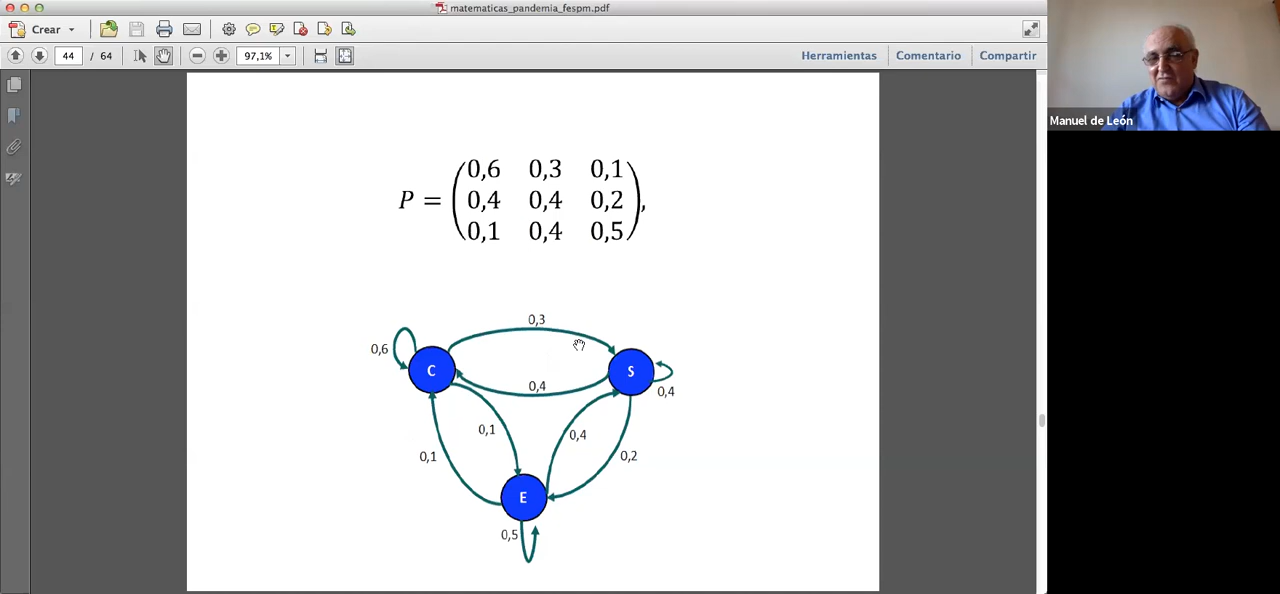 matematicas_pandemia_fespm.pdf
Crear
44 / 64
97,1%
Herramientas
Comentario
Compartir
Manuel de León
P =
0,6 0,3 0,1
0,4 0,4 0,2
0,1 0,4 0,5
,
0,3
0,6
C
S
0,4
0,4
0,1
0,4
0,1
0,2
E
0,5